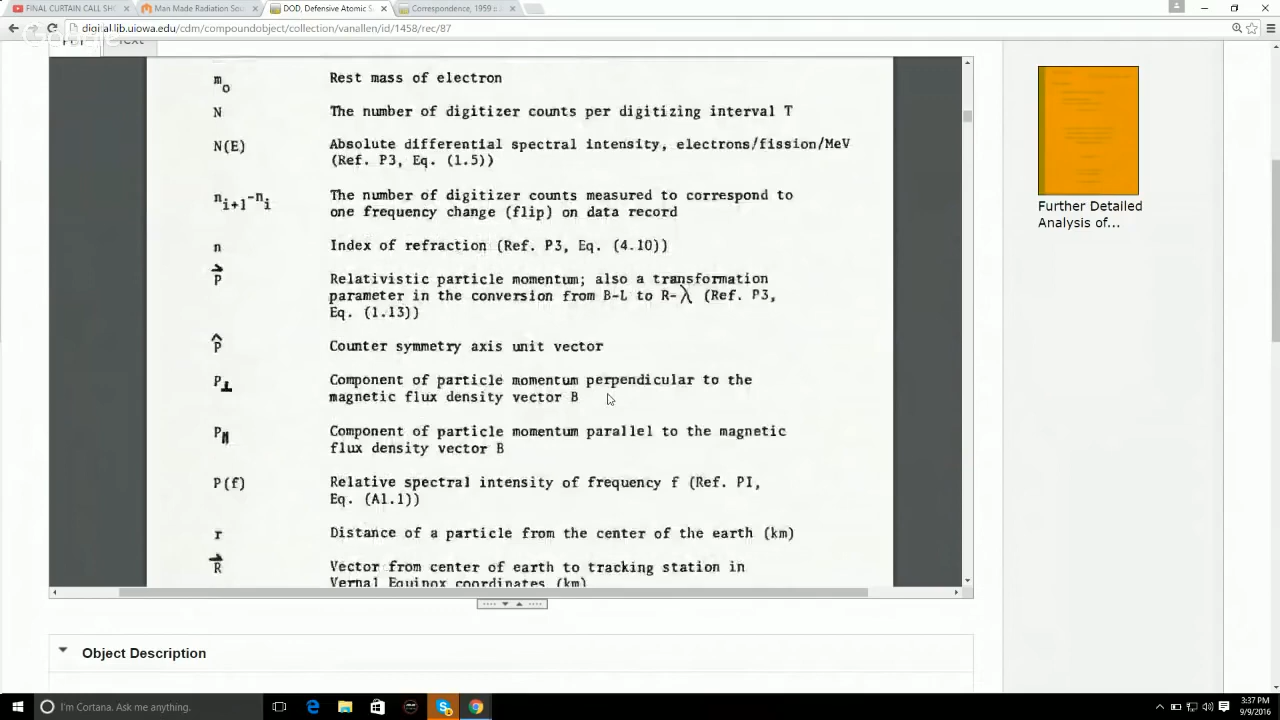 FINAL CURTAIN CALL SH
Man Made Radiation Sou
DOD, Defensive Atomic S
Correspondence, 1959 c.
digital.lib.uiowa.edu/cdm/compoundobject/collection/vanallen/id/1458/rec/87
Text
mo Rest mass of electron
N The number of digitizer counts per digitizing interval T
N(E) Absolute differential spectral intensity, electrons/fission/MeV
(Ref. P3, Eq. (1.5))
ni+1-ni The number of digitizer counts measured to correspond to
one frequency change (flip) on data record
n Index of refraction (Ref. P3, Eq. (4.10))
P⃗ Relativistic particle momentum; also a transformation
parameter in the conversion from B-L to R-λ (Ref. P3,
Eq. (1.13))
P̂ Counter symmetry axis unit vector
P⊥ Component of particle momentum perpendicular to the
magnetic flux density vector B
P∥ Component of particle momentum parallel to the magnetic
flux density vector B
P(f) Relative spectral intensity of frequency f (Ref. PI,
Eq. (A1.1))
r Distance of a particle from the center of the earth (km)
R⃗ Vector from center of earth to tracking station in
Vernal Equinox coordinates (km)
Further Detailed
Analysis of...
Object Description
I'm Cortana. Ask me anything.
3:37 PM
9/9/2016